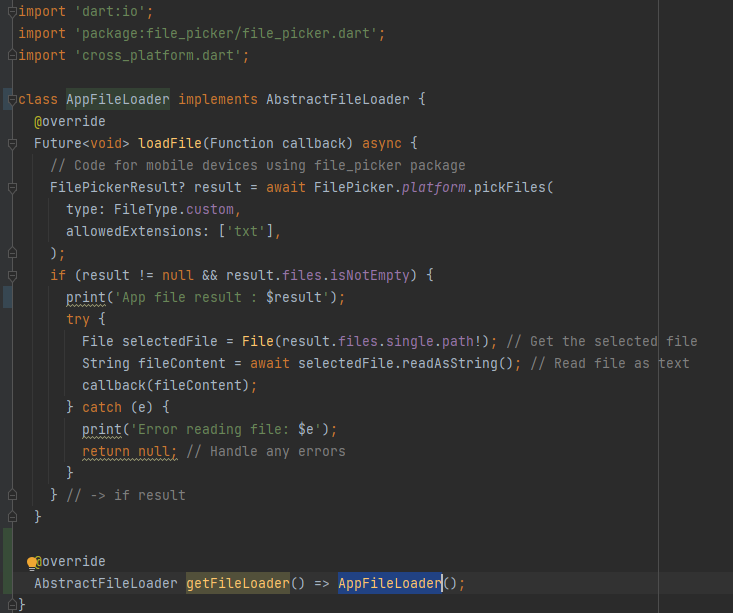 import 'dart:io';
import 'package:file_picker/file_picker.dart';
import 'cross_platform.dart';

class AppFileLoader implements AbstractFileLoader {
  @override
  Future<void> loadFile(Function callback) async {
    // Code for mobile devices using file_picker package
    FilePickerResult? result = await FilePicker.platform.pickFiles(
      type: FileType.custom,
      allowedExtensions: ['txt'],
    );
    if (result != null && result.files.isNotEmpty) {
      print('App file result : $result');
      try {
        File selectedFile = File(result.files.single.path!); // Get the selected file
        String fileContent = await selectedFile.readAsString(); // Read file as text
        callback(fileContent);
      } catch (e) {
        print('Error reading file: $e');
        return null; // Handle any errors
      }
    } // -> if result
  }

  @override
  AbstractFileLoader getFileLoader() => AppFileLoader();
}